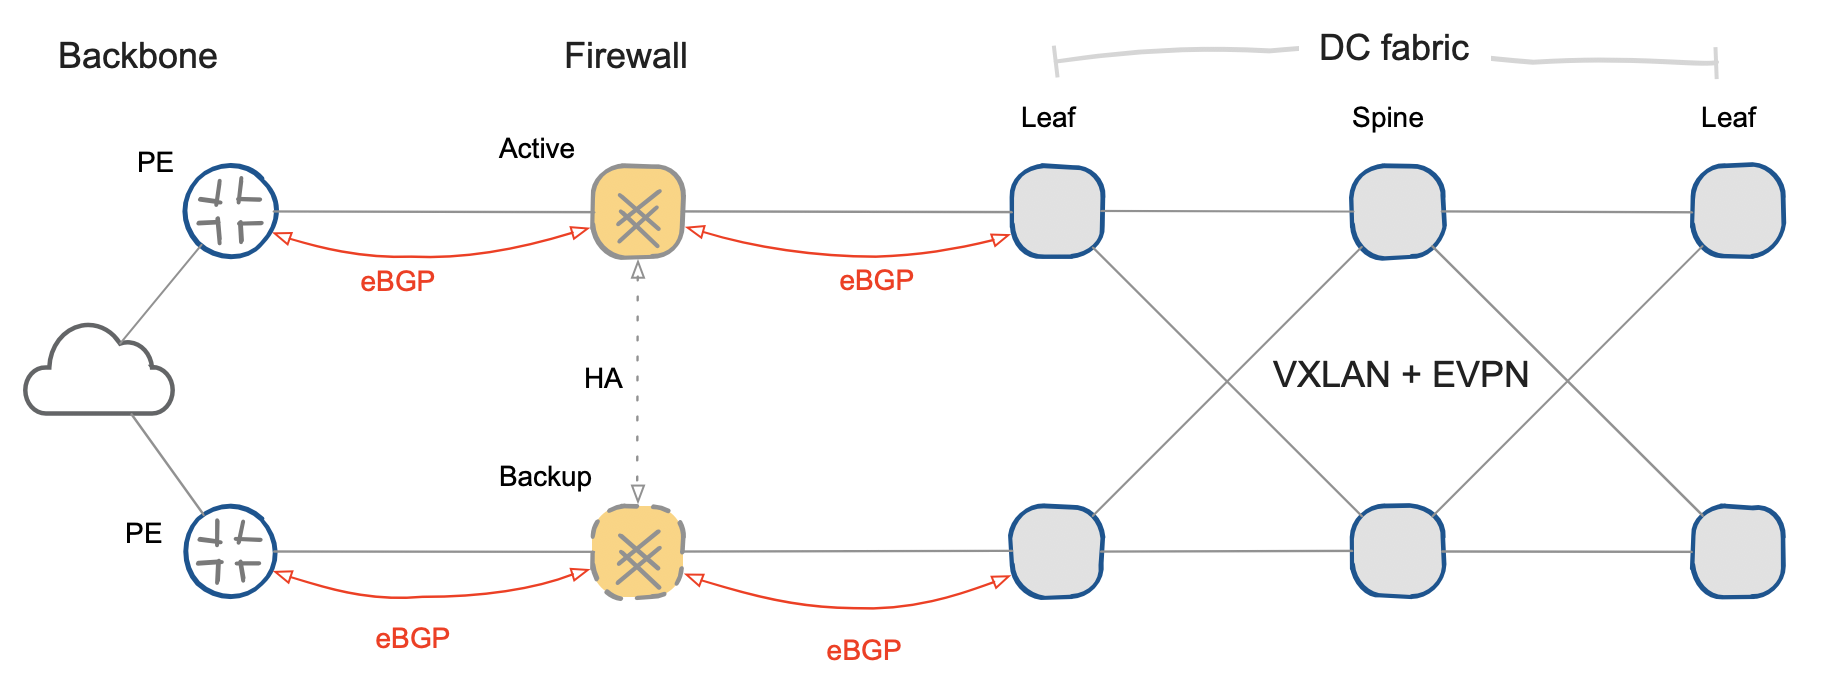 Backbone
Firewall
DC fabric
Leaf
Spine
Leaf
Active
PE
eBGP
eBGP
HA
VXLAN + EVPN
Backup
PE
eBGP
eBGP